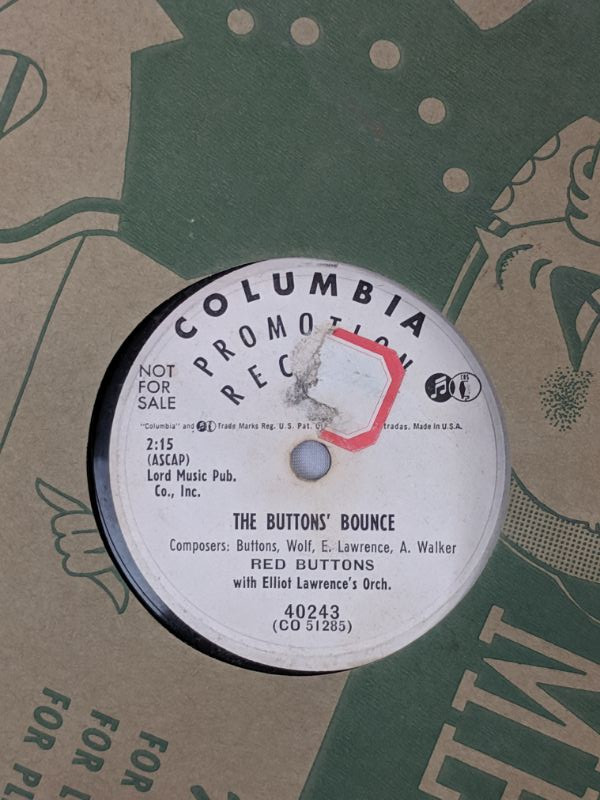 COLUMBIA
PROMOTION
REC
NOT
FOR
SALE
"Columbia" and Trade Marks Reg. U.S. Pat. tradas. Made in U.S.A.
2:15
(ASCAP)
Lord Music Pub.
Co., Inc.
THE BUTTONS' BOUNCE
Composers: Buttons, Wolf, E. Lawrence, A. Walker
RED BUTTONS
with Elliot Lawrence's Orch.
40243
(CO 51285)
FOR
FOR
FOR